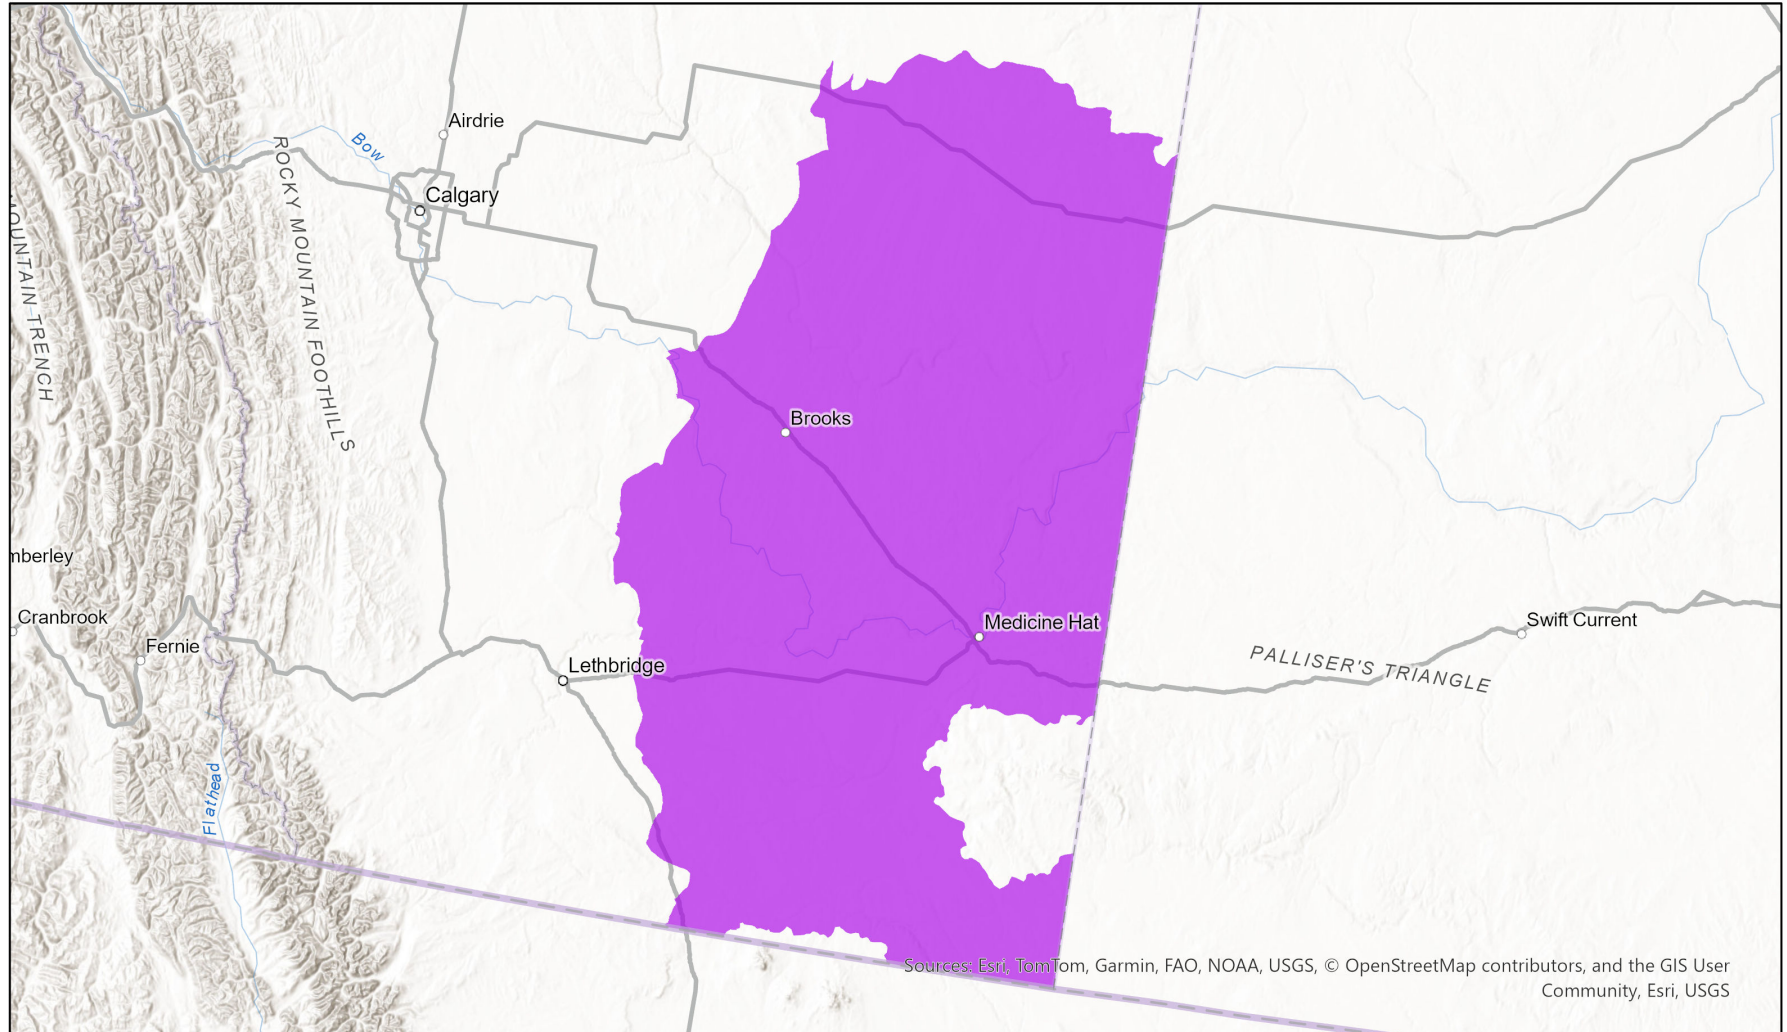 Airdrie
Bow
Calgary
ROCKY MOUNTAIN FOOTHILLS
MOUNTAIN TRENCH
Brooks
mberley
Cranbrook
Fernie
Medicine Hat
Swift Current
Lethbridge
PALLISER'S TRIANGLE
Flathead
Sources: Esri, TomTom, Garmin, FAO, NOAA, USGS, © OpenStreetMap contributors, and the GIS User
Community, Esri, USGS